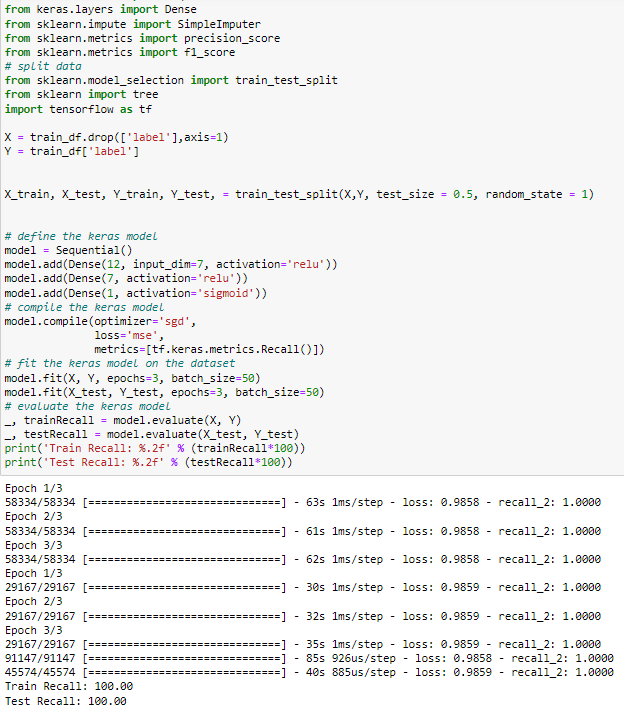 from keras.layers import Dense
from sklearn.impute import SimpleImputer
from sklearn.metrics import precision_score
from sklearn.metrics import f1_score
# split data
from sklearn.model_selection import train_test_split
from sklearn import tree
import tensorflow as tf
X = train_df.drop(['label'],axis=1)
Y = train_df['label']
X_train, X_test, Y_train, Y_test, = train_test_split(X,Y, test_size = 0.5, random_state = 1)
# define the keras model
model = Sequential()
model.add(Dense(12, input_dim=7, activation='relu'))
model.add(Dense(7, activation='relu'))
model.add(Dense(1, activation='sigmoid'))
# compile the keras model
model.compile(optimizer='sgd',
loss='mse',
metrics=[tf.keras.metrics.Recall()])
# fit the keras model on the dataset
model.fit(X, Y, epochs=3, batch_size=50)
model.fit(X_test, Y_test, epochs=3, batch_size=50)
# evaluate the keras model
_, trainRecall = model.evaluate(X, Y)
_, testRecall = model.evaluate(X_test, Y_test)
print('Train Recall: %.2f' % (trainRecall*100))
print('Test Recall: %.2f' % (testRecall*100))
Epoch 1/3
58334/58334 [==============================] - 63s 1ms/step - loss: 0.9858 - recall_2: 1.0000
Epoch 2/3
58334/58334 [==============================] - 61s 1ms/step - loss: 0.9858 - recall_2: 1.0000
Epoch 3/3
58334/58334 [==============================] - 62s 1ms/step - loss: 0.9858 - recall_2: 1.0000
Epoch 1/3
29167/29167 [==============================] - 30s 1ms/step - loss: 0.9859 - recall_2: 1.0000
Epoch 2/3
29167/29167 [==============================] - 32s 1ms/step - loss: 0.9859 - recall_2: 1.0000
Epoch 3/3
29167/29167 [==============================] - 35s 1ms/step - loss: 0.9859 - recall_2: 1.0000
91147/91147 [==============================] - 85s 926us/step - loss: 0.9858 - recall_2: 1.0000
45574/45574 [==============================] - 40s 885us/step - loss: 0.9859 - recall_2: 1.0000
Train Recall: 100.00
Test Recall: 100.00